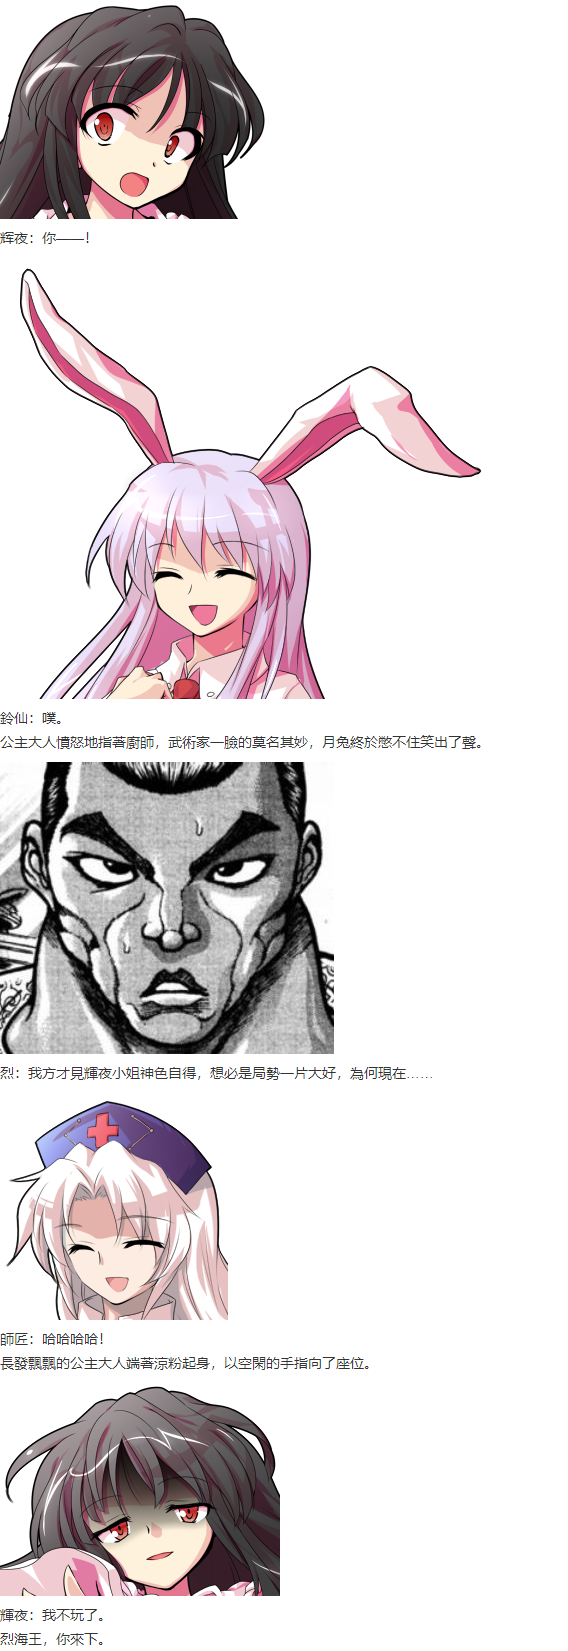 辉夜：你——！
鈴仙：噗。
公主大人憤怒地指著廚師，武術家一臉的莫名其妙，月兔終於憋不住笑出了聲。
烈：我方才見輝夜小姐神色自得，想必是局勢一片大好，為何現在……
師匠：哈哈哈哈！
長發飄飄的公主大人端著涼粉起身，以空閑的手指向了座位。
輝夜：我不玩了。
烈海王，你來下。